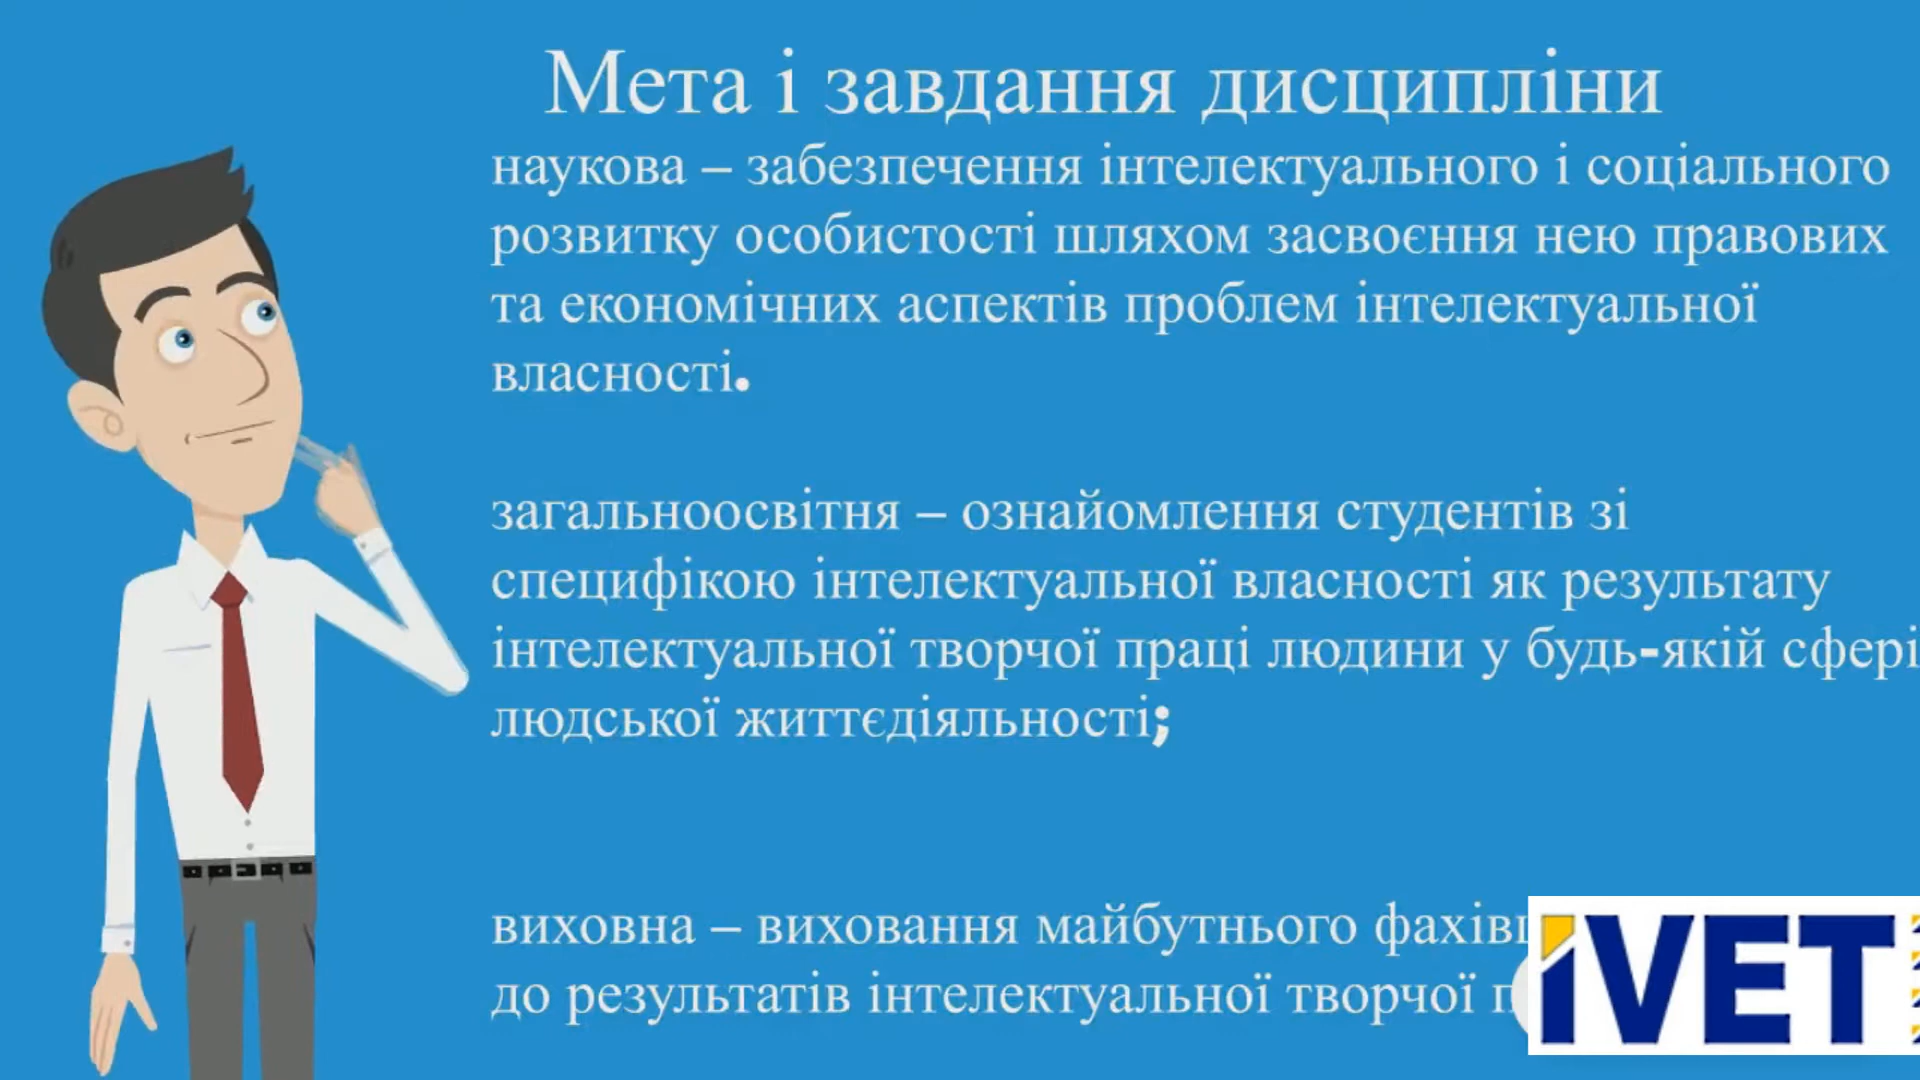 Мета і завдання дисципліни
наукова – забезпечення інтелектуального і соціального
розвитку особистості шляхом засвоєння нею правових
та економічних аспектів проблем інтелектуальної
власності.
загальноосвітня – ознайомлення студентів зі
специфікою інтелектуальної власності як результату
інтелектуальної творчої праці людини у будь-якій сфері
людської життєдіяльності;
виховна – виховання майбутнього
до результатів інтелектуальної творчої
iVET